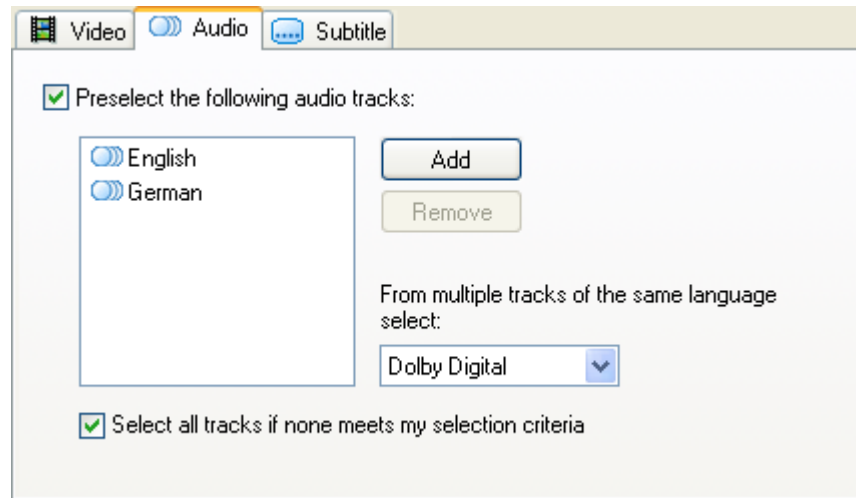 Video Audio Subtitle
Preselect the following audio tracks:
English
German
Add
Remove
From multiple tracks of the same language
select:
Dolby Digital
Select all tracks if none meets my selection criteria